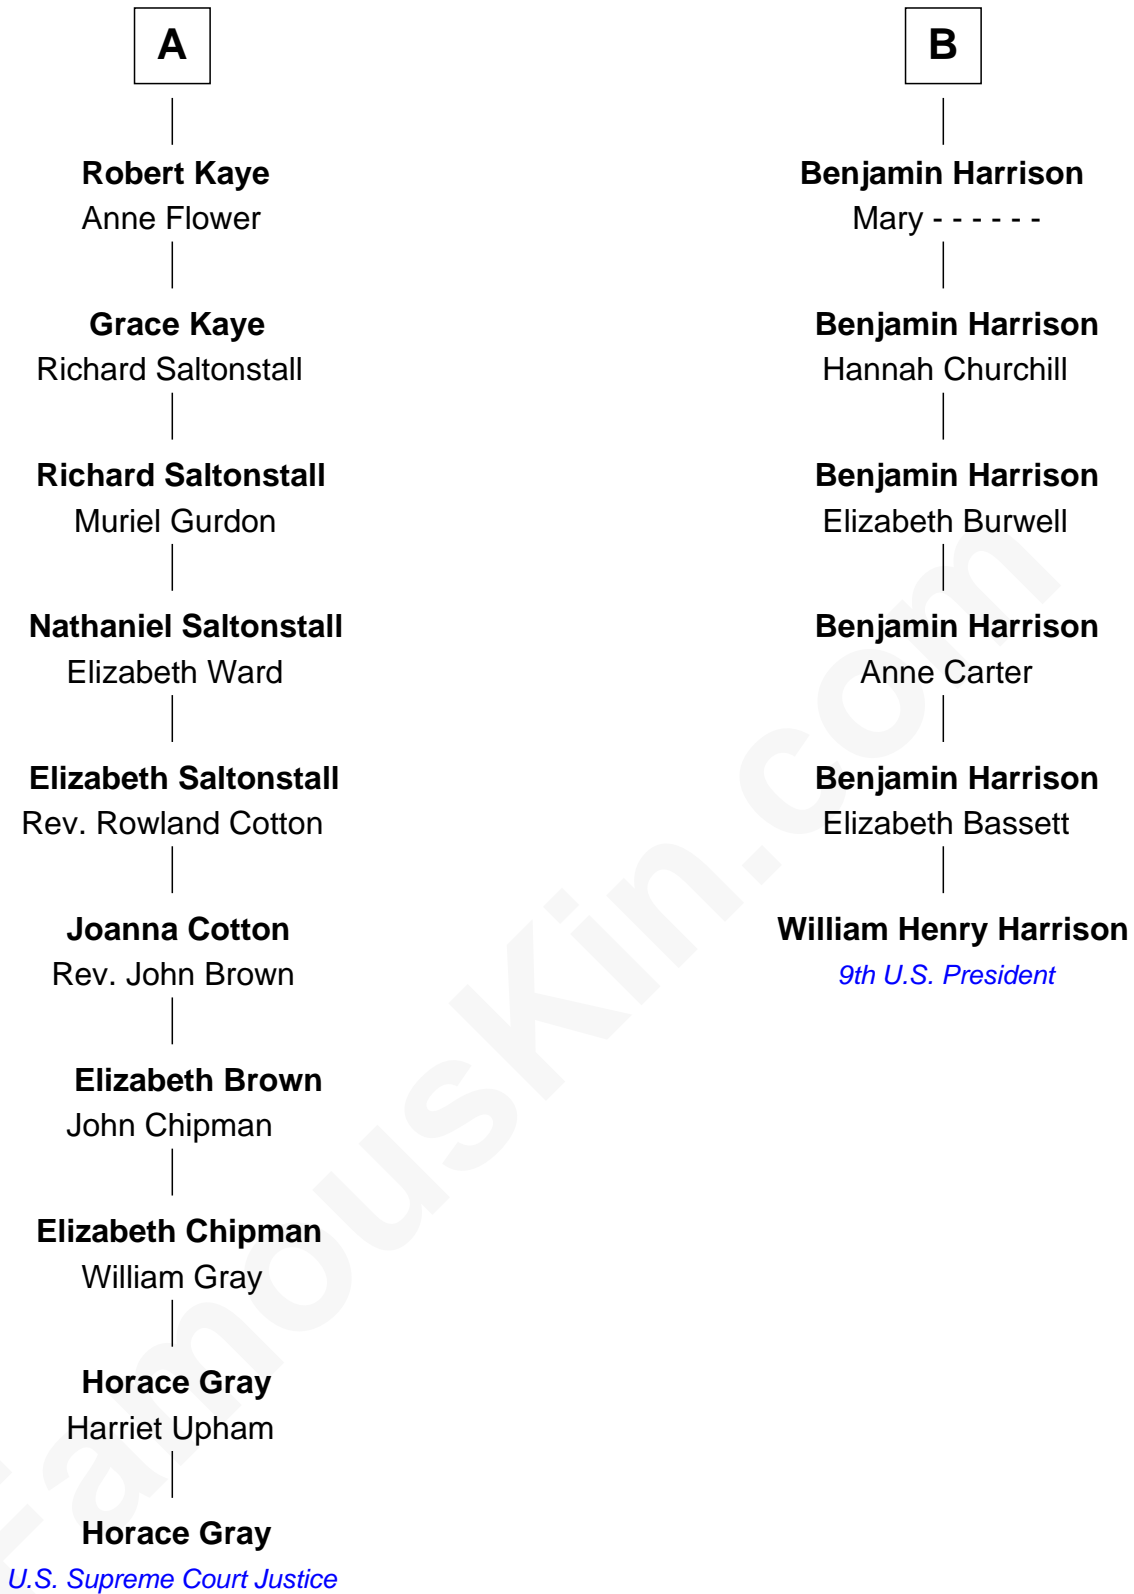 A
Robert Kaye
Anne Flower
Grace Kaye
Richard Saltonstall
Richard Saltonstall
Muriel Gurdon
Nathaniel Saltonstall
Elizabeth Ward
Elizabeth Saltonstall
Rev. Rowland Cotton
Joanna Cotton
Rev. John Brown
Elizabeth Brown
John Chipman
Elizabeth Chipman
William Gray
Horace Gray
Harriet Upham
Horace Gray
U.S. Supreme Court Justice
B
Benjamin Harrison
Mary - - - - - -
Benjamin Harrison
Hannah Churchill
Benjamin Harrison
Elizabeth Burwell
Benjamin Harrison
Anne Carter
Benjamin Harrison
Elizabeth Bassett
William Henry Harrison
9th U.S. President
FamousKin.com